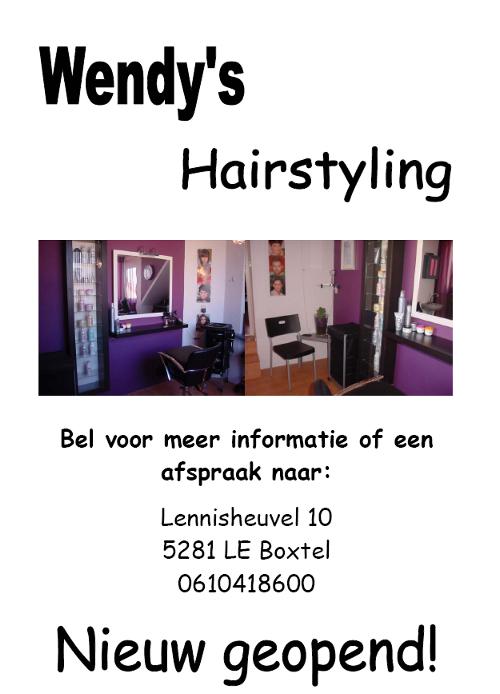 Wendy's
Hairstyling
Bel voor meer informatie of een
afspraak naar:
Lennisheuvel 10
5281 LE Boxtel
0610418600
Nieuw geopend!